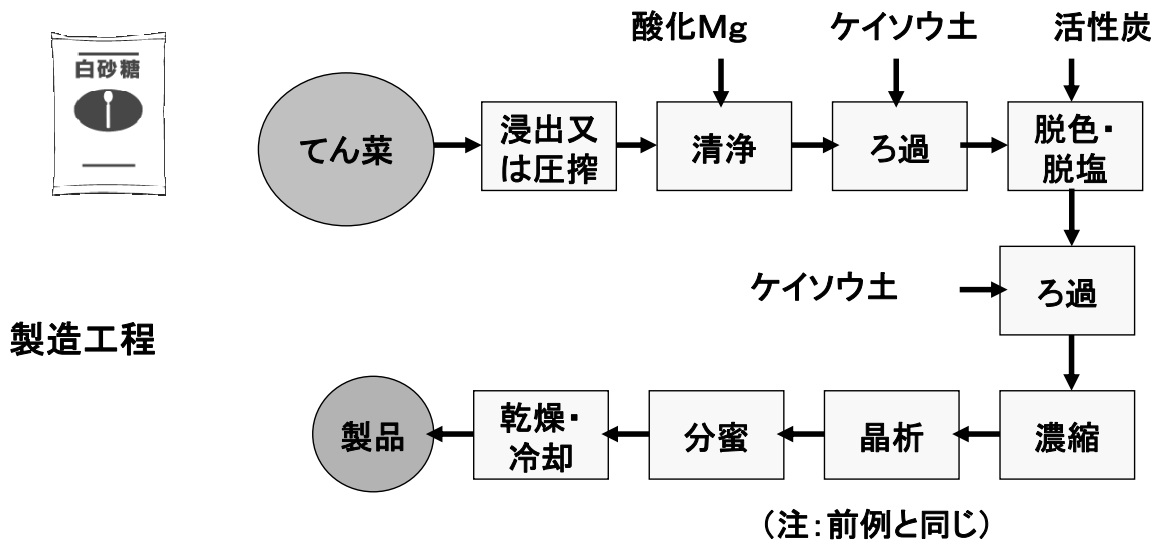 白砂糖
酸化Mg
ケイソウ土
活性炭
てん菜
浸出又
は圧搾
清浄
ろ過
脱色・
脱塩
ケイソウ土
ろ過
製造工程
製品
乾燥・
冷却
分蜜
晶析
濃縮
（注：前例と同じ）